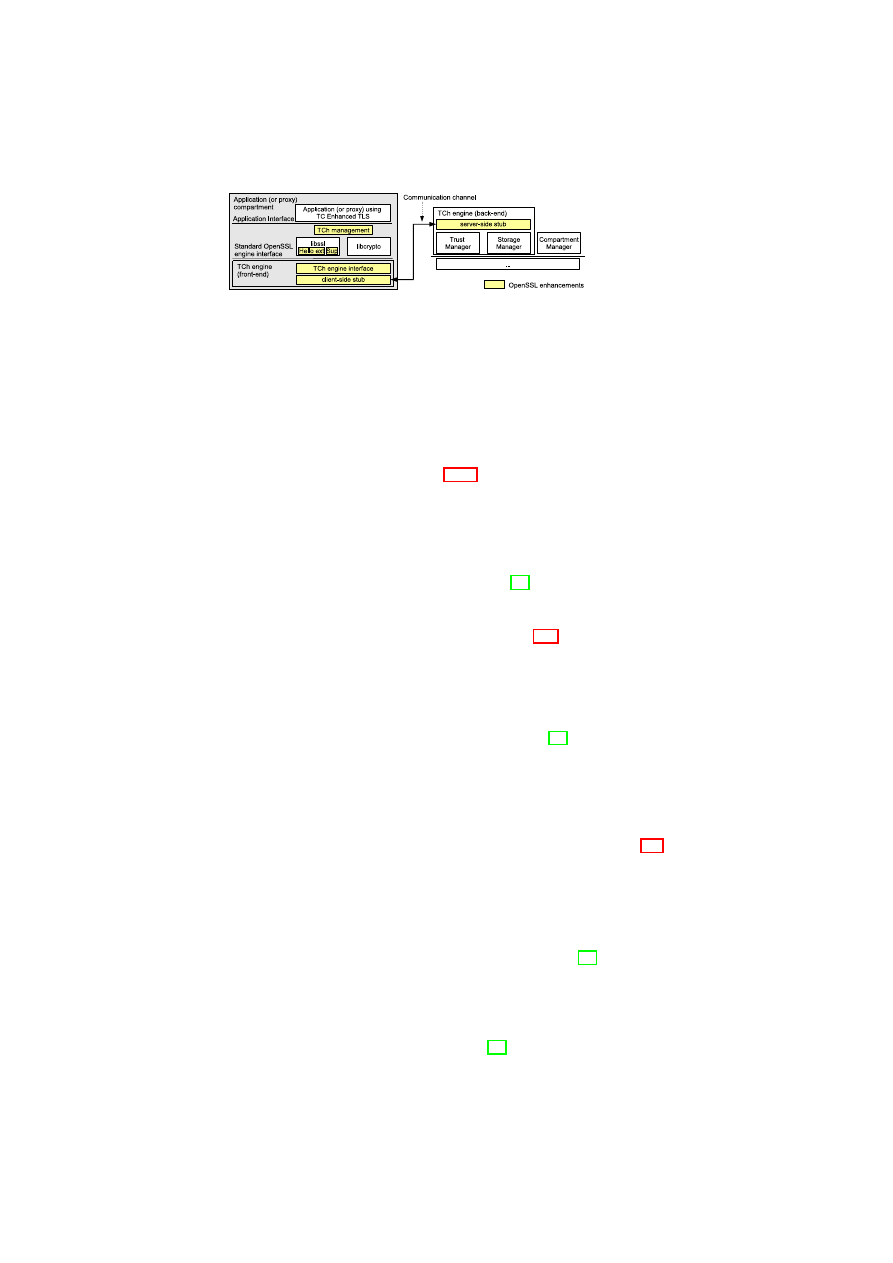 Application (or proxy)
compartment
Application Interface
Application (or proxy) using
TC Enhanced TLS
TCh management
Standard OpenSSL
engine interface
libssl
Hello ext
Sup
libcrypto
TCh engine
(front-end)
TCh engine interface
client-side stub
Communication channel
TCh engine (back-end)
server-side stub
Trust
Manager
Storage
Manager
Compartment
Manager
...
OpenSSL enhancements